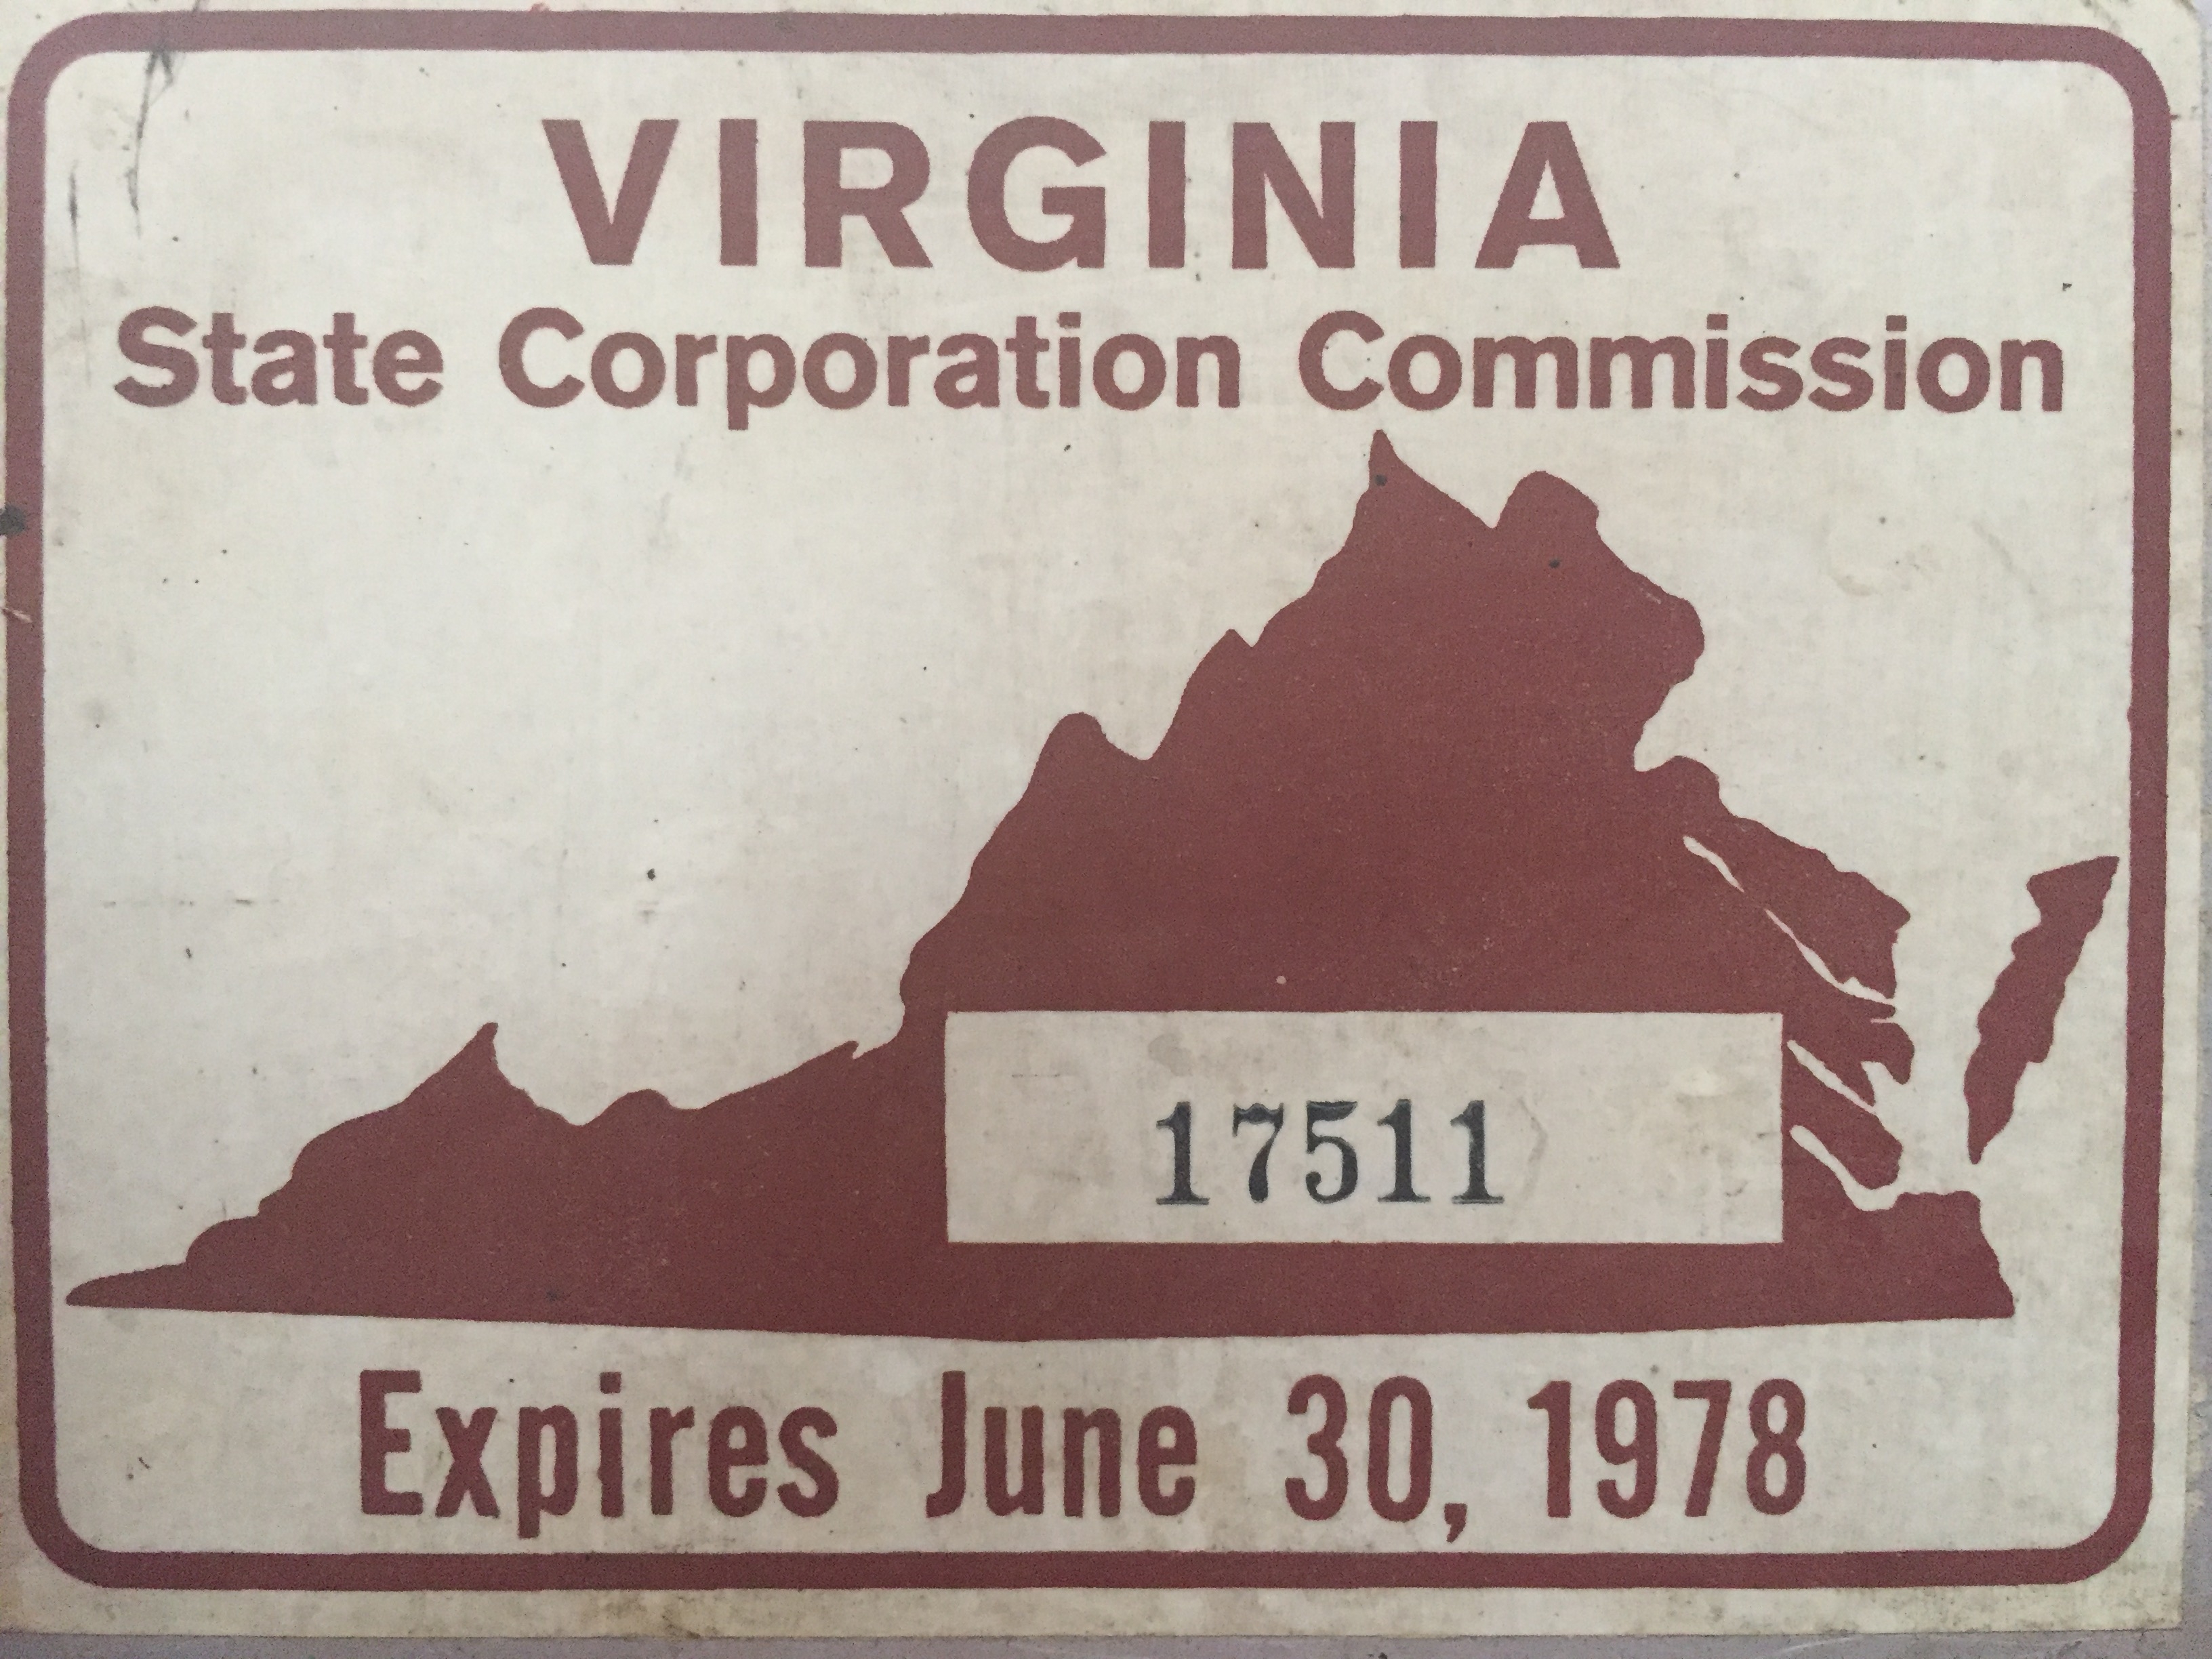 VIRGINIA
State Corporation Commission
17511
Expires June 30, 1978